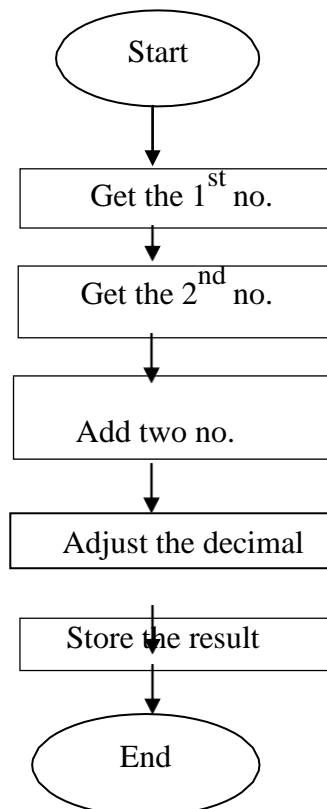 Start
Get the 1st no.
Get the 2nd no.
Add two no.
Adjust the decimal
Store the result
End